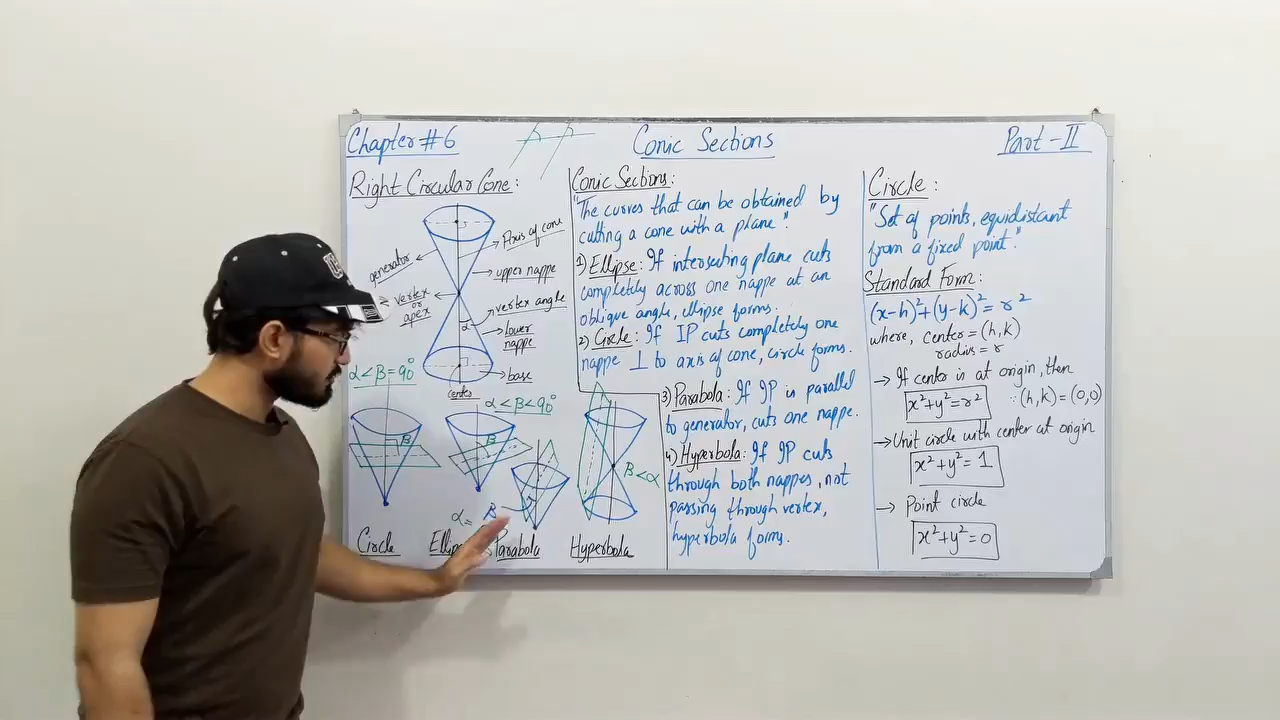 Chapter #6
Conic Sections
Part - II
Right Circular Cone:
Axis of cone
generator
upper nappe
vertex
or
apex
vertex angle
α
lower
nappe
base
center
α < β = 90°
α < β < 90°
β
β
β < α
α =
β
Circle
Parabola
Hyperbola
Conic Sections:
"The curves that can be obtained by
cutting a cone with a plane".
1) Ellipse: If intersecting plane cuts
completely across one nappe at an
oblique angle, ellipse forms.
2) Circle: If IP cuts completely one
nappe ⊥ to axis of cone, circle forms.
3) Parabola: If IP is parallel
to generator, cuts one nappe.
4) Hyperbola: If IP cuts
through both nappes, not
passing through vertex,
hyperbola forms.
Circle:
"Set of points, equidistant
from a fixed point."
Standard Form:
(x-h)²+(y-k)² = r²
where, center = (h,k)
radius = r
→ If center is at origin, then
x²+y²=r² ∵ (h,k) = (0,0)
→ Unit circle with center at origin
x²+y² = 1
→ Point circle
x²+y²=0